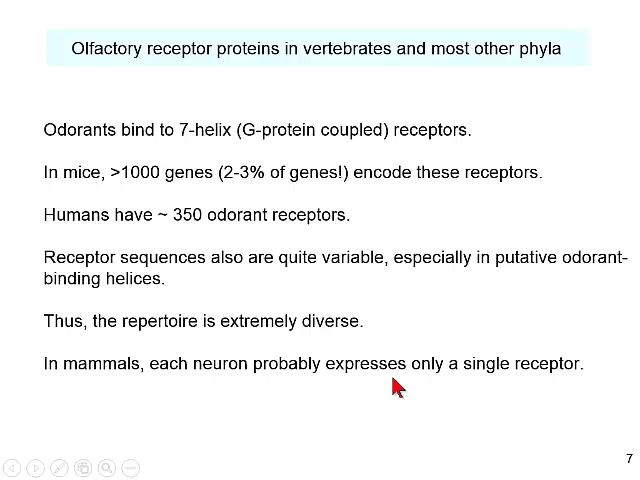 Olfactory receptor proteins in vertebrates and most other phyla
Odorants bind to 7-helix (G-protein coupled) receptors.
In mice, >1000 genes (2-3% of genes!) encode these receptors.
Humans have ~ 350 odorant receptors.
Receptor sequences also are quite variable, especially in putative odorant-
binding helices.
Thus, the repertoire is extremely diverse.
In mammals, each neuron probably expresses only a single receptor.
7